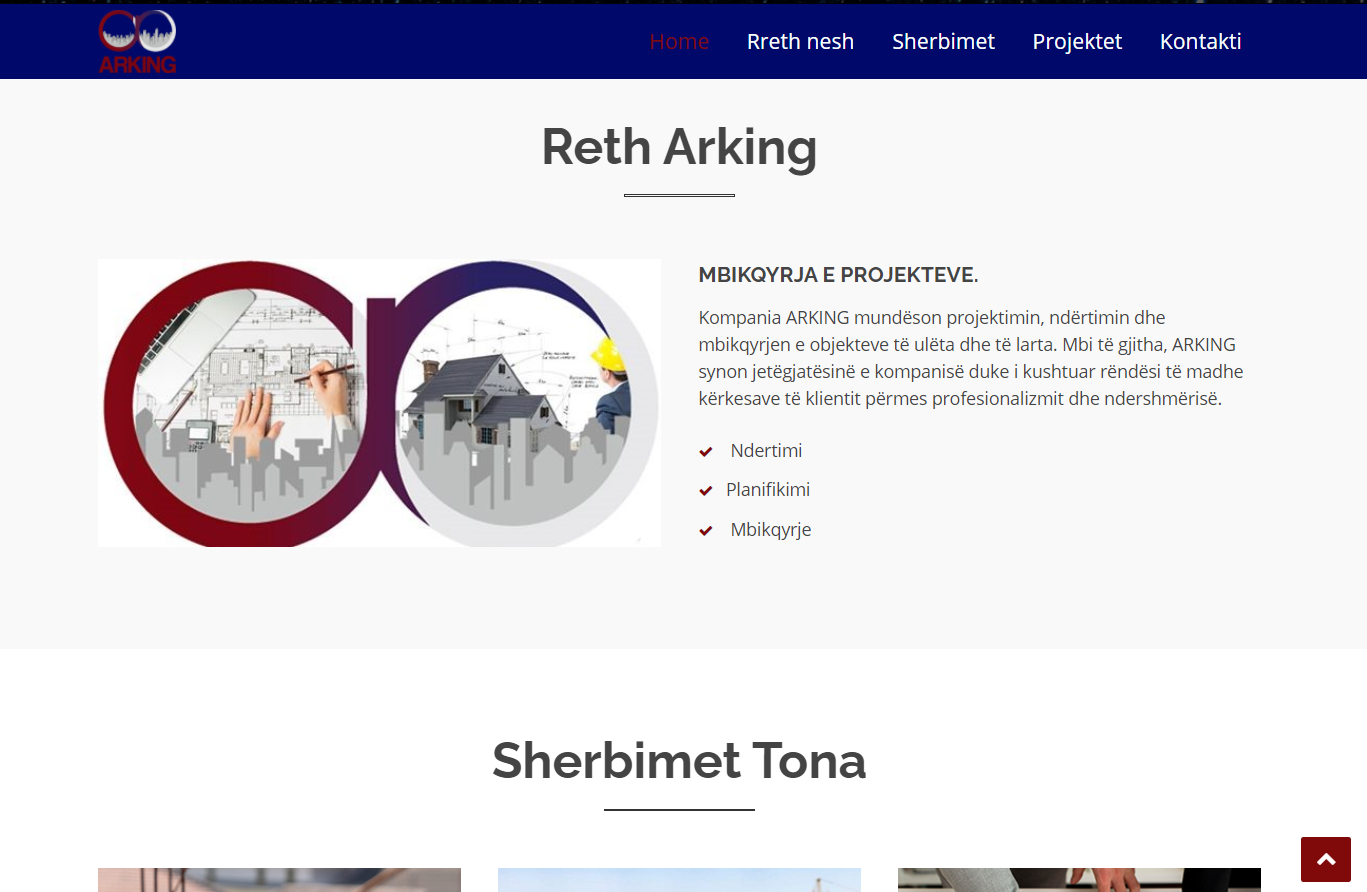 ARKING
Home
Rreth nesh
Sherbimet
Projektet
Kontakti
Reth Arking
MBIKQYRJA E PROJEKTEVE.
Kompania ARKING mundëson projektimin, ndërtimin dhe
mbikqyrjen e objekteve të ulëta dhe të larta. Mbi të gjitha, ARKING
synon jetëgjatësinë e kompanisë duke i kushtuar rëndësi të madhe
kërkesave të klientit përmes profesionalizmit dhe ndershmërisë.
Ndertimi
Planifikimi
Mbikqyrje
Sherbimet Tona